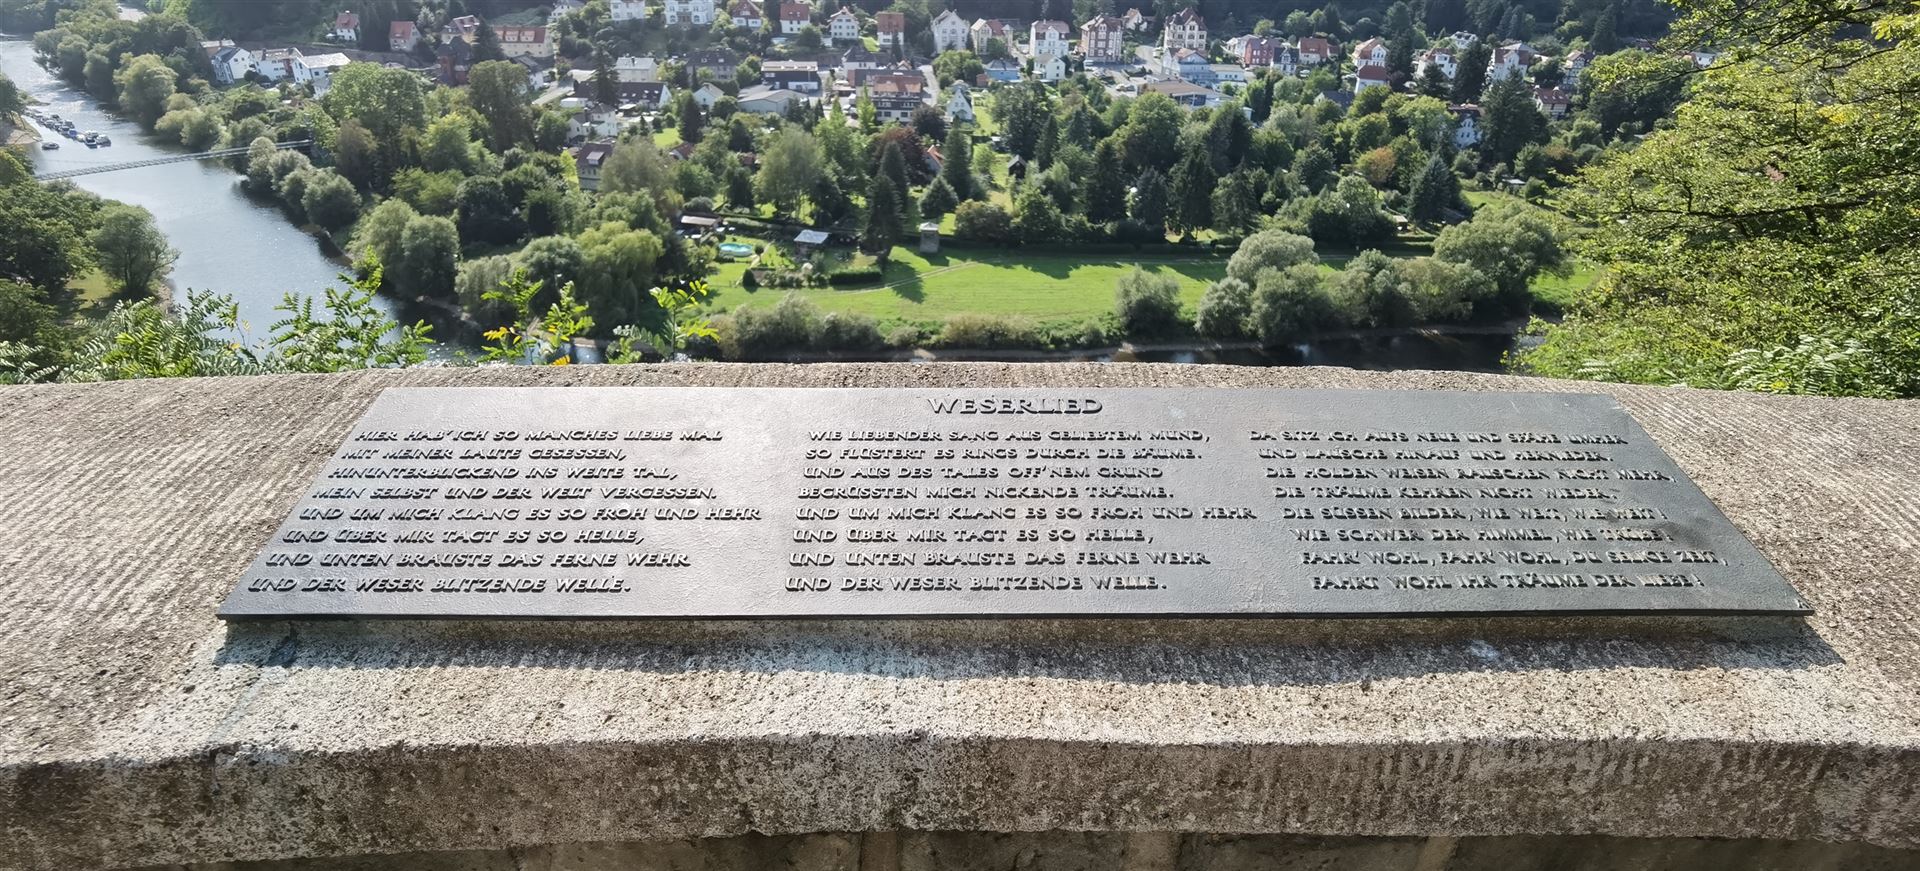 WESERLIED
HIER HAB' ICH SO MANCHES LIEBE MAL
MIT MEINER LAUTE GESESSEN,
HINUNTERBLICKEND INS WEITE TAL,
MEIN SELBST UND DER WELT VERGESSEN.
UND UM MICH KLANG ES SO FROH UND HEHR
UND ÜBER MIR TAGT ES SO HELLE,
UND UNTEN BRAUSTE DAS FERNE WEHR
UND DER WESER BLITZENDE WELLE.
WIE LIEBENDER SANG AUS GELIEBTEM MUND,
SO FLÜSTERT ES RINGS DURCH DIE BÄUME.
UND AUS DES TALES OFF'NEM GRUND
BEGRÜSSTEN MICH NICKENDE TRÄUME.
UND UM MICH KLANG ES SO FROH UND HEHR
UND ÜBER MIR TAGT ES SO HELLE,
UND UNTEN BRAUSTE DAS FERNE WEHR
UND DER WESER BLITZENDE WELLE.
DA SITZ' ICH AUFS NEUE UND SPÄHE UMHER
UND LAUSCHE HINAUF UND HERNIEDER.
DIE HOLDEN WEISEN RAUSCHEN NICHT MEHR,
DIE TRÄUME KEHREN NICHT WIEDER.
DIE SÜSSEN BILDER, WIE WEIT, WIE WEIT!
WIE SCHWER DER HIMMEL, WIE TRÜBE!
FAHR' WOHL, FAHR' WOHL, DU SELIGE ZEIT,
FAHRT WOHL IHR TRÄUME DER LIEBE!